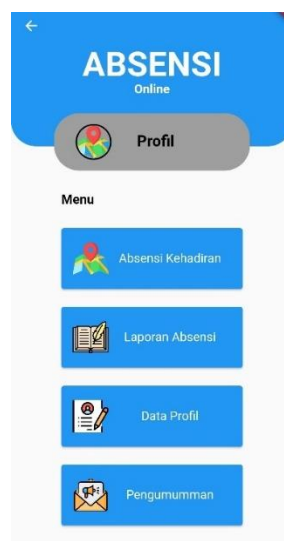 ABSENSI
Online
Profil
Menu
Absensi Kehadiran
Laporan Absensi
Data Profil
Pengumumman